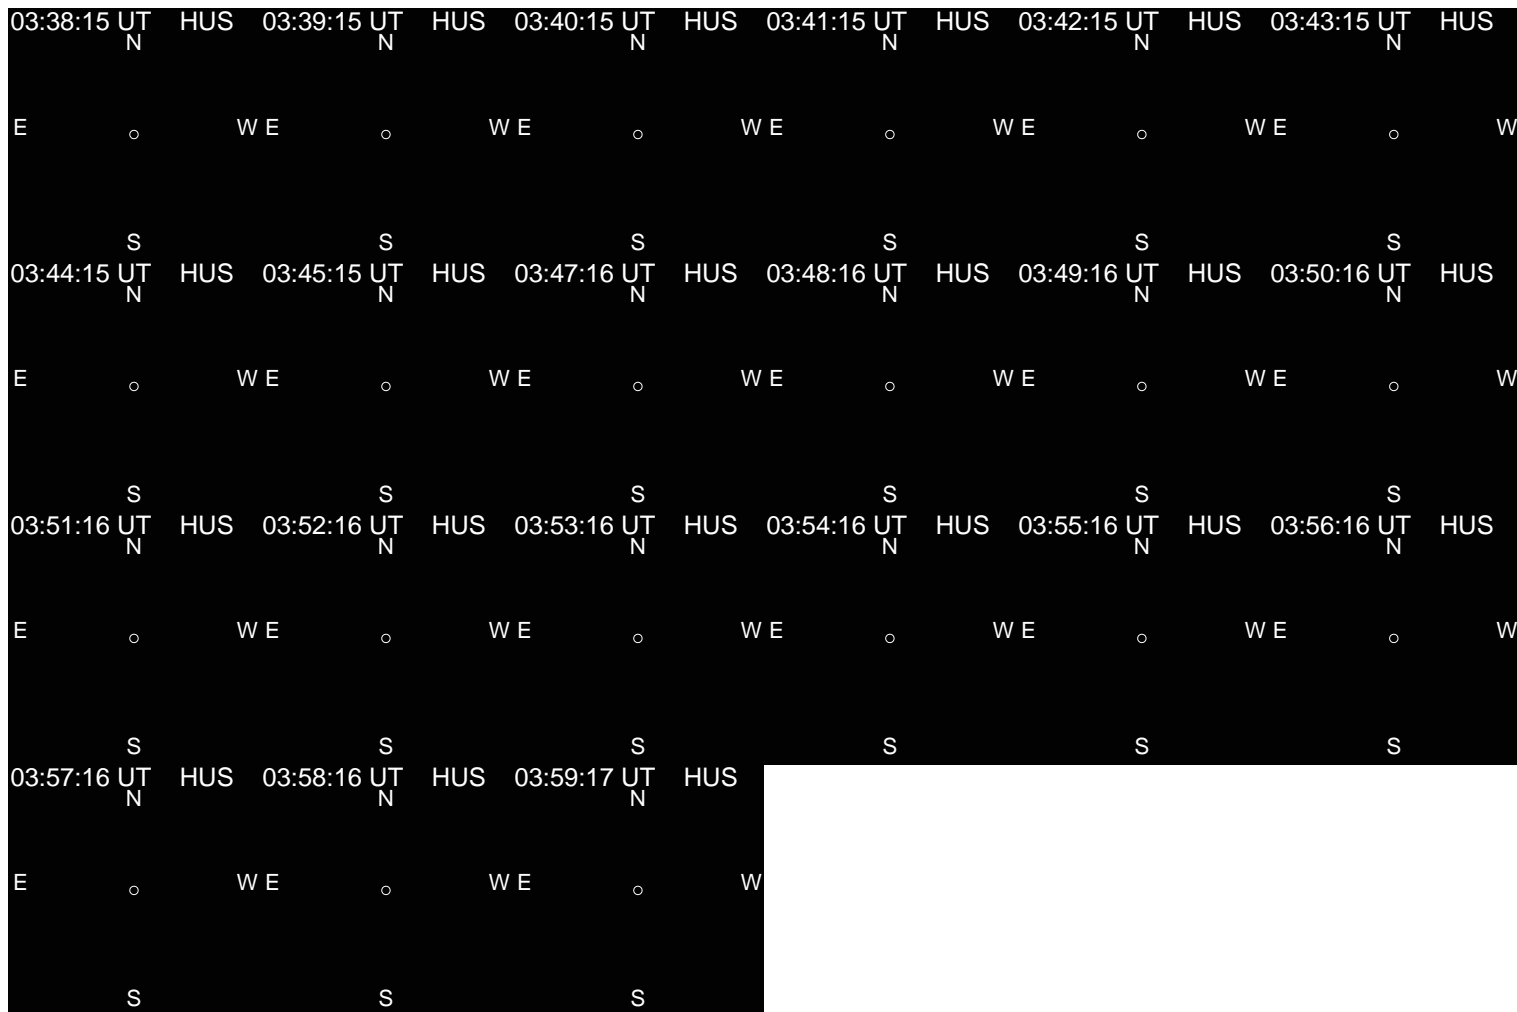 03:38:15 UT HUS 03:39:15 UT HUS 03:40:15 UT HUS 03:41:15 UT HUS 03:42:15 UT HUS 03:43:15 UT HUS
N N N N N N
E W E W E W E W E W E W
S S S S S S
03:44:15 UT HUS 03:45:15 UT HUS 03:47:16 UT HUS 03:48:16 UT HUS 03:49:16 UT HUS 03:50:16 UT HUS
N N N N N N
E W E W E W E W E W E W
S S S S S S
03:51:16 UT HUS 03:52:16 UT HUS 03:53:16 UT HUS 03:54:16 UT HUS 03:55:16 UT HUS 03:56:16 UT HUS
N N N N N N
E W E W E W E W E W E W
S S S S S S
03:57:16 UT HUS 03:58:16 UT HUS 03:59:17 UT HUS
N N N
E W E W E W
S S S